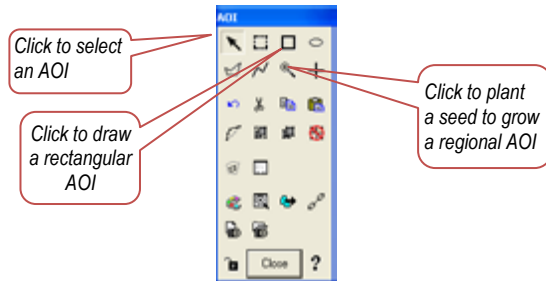 AOI
Click to select
an AOI
Click to draw
a rectangular
AOI
Click to plant
a seed to grow
a regional AOI
Close
?